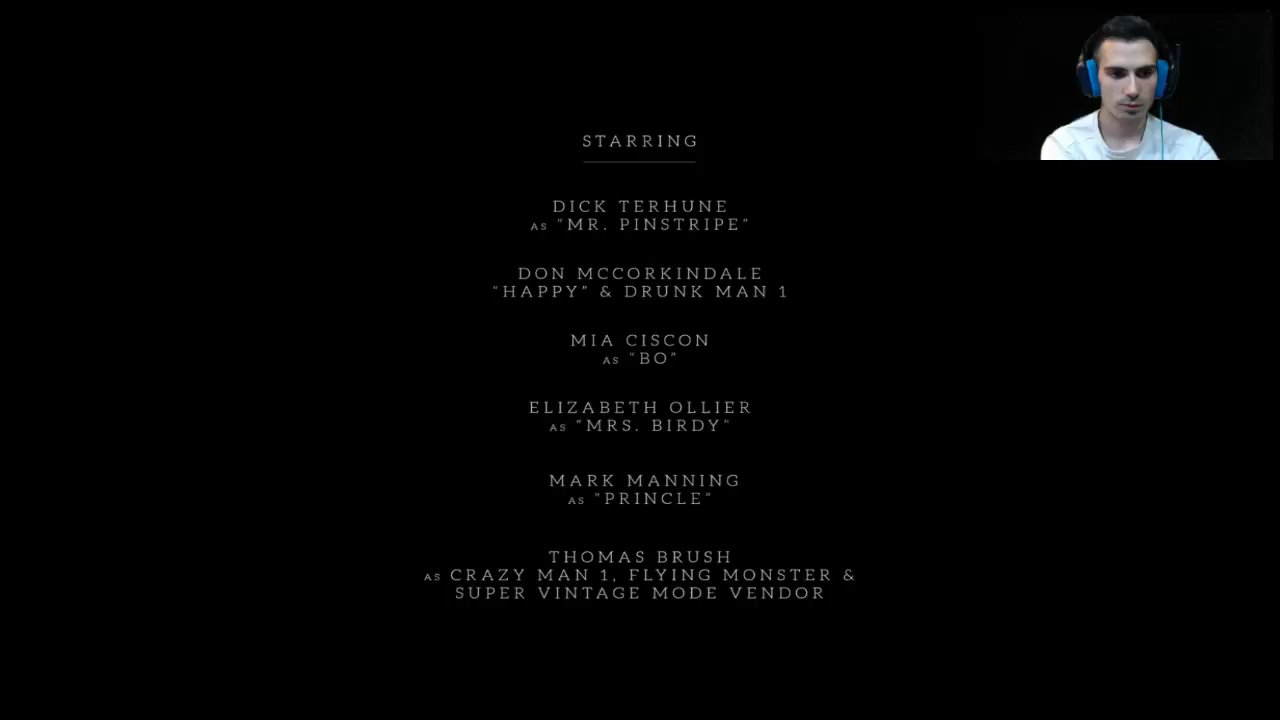 STARRING
DICK TERHUNE
AS "MR. PINSTRIPE"
DON MCCORKINDALE
"HAPPY" & DRUNK MAN 1
MIA CISCON
AS "BO"
ELIZABETH OLLIER
AS "MRS. BIRDY"
MARK MANNING
AS "PRINCLE"
THOMAS BRUSH
AS CRAZY MAN 1, FLYING MONSTER &
SUPER VINTAGE MODE VENDOR